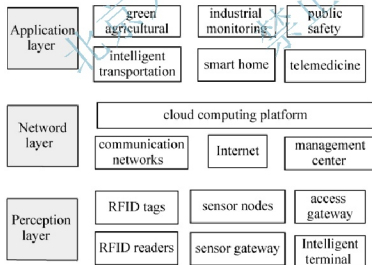 Application
layer
green
agricultural
industrial
monitoring
public
safety
intelligent
transportation
smart home
telemedicine
Netword
layer
cloud computing platform
communication
networks
Internet
management
center
Perception
layer
RFID tags
sensor nodes
access
gateway
RFID readers
sensor gateway
Intelligent
terminal